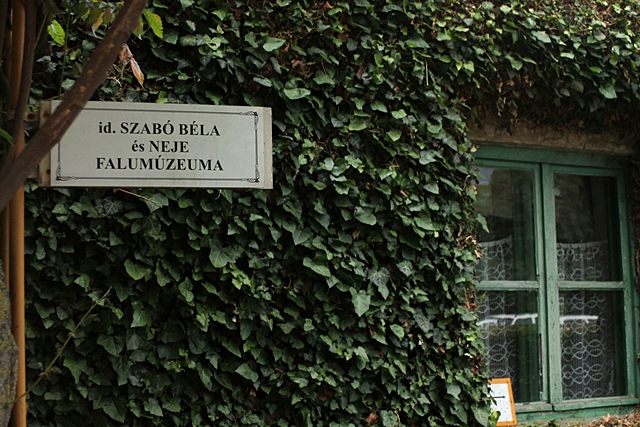 id. SZABÓ BÉLA
és NEJE
FALUMÚZEUMA